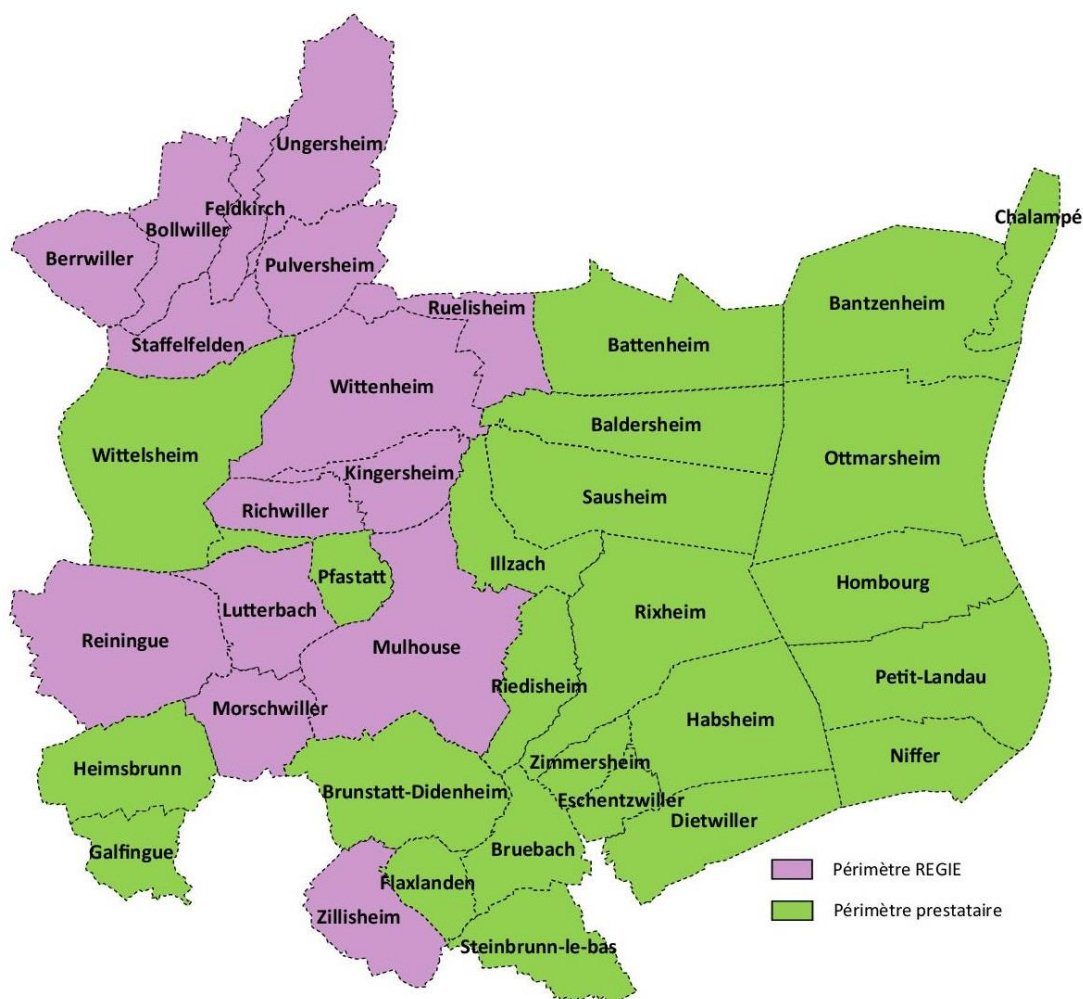 Ungersheim
Feldkirch
Bollwiller
Berrwiller
Pulversheim
Chalampé
Ruelisheim
Bantzenheim
Staffelfelden
Battenheim
Wittenheim
Baldersheim
Wittelsheim
Ottmarsheim
Kingersheim
Sausheim
Richwiller
Illzach
Pfastatt
Hombourg
Lutterbach
Rixheim
Reiningue
Mulhouse
Riedisheim
Petit-Landau
Morschwiller
Habsheim
Niffer
Heimsbrunn
Zimmersheim
Brunstatt-Didenheim
Eschentzwiller
Dietwiller
Galfingue
Bruebach
Flaxlanden
Zillisheim
Steinbrunn-le-bas
Périmètre REGIE
Périmètre prestataire